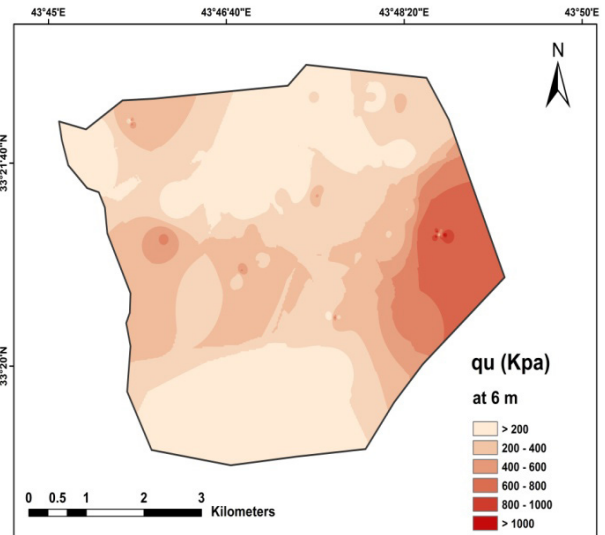 43°45'E 43°46'40"E 43°48'20"E 43°50'E
N
33°21'40"N
33°20'N
qu (Kpa)
at 6 m
> 200
200 - 400
400 - 600
600 - 800
800 - 1000
> 1000
0 0.5 1 2 3
Kilometers